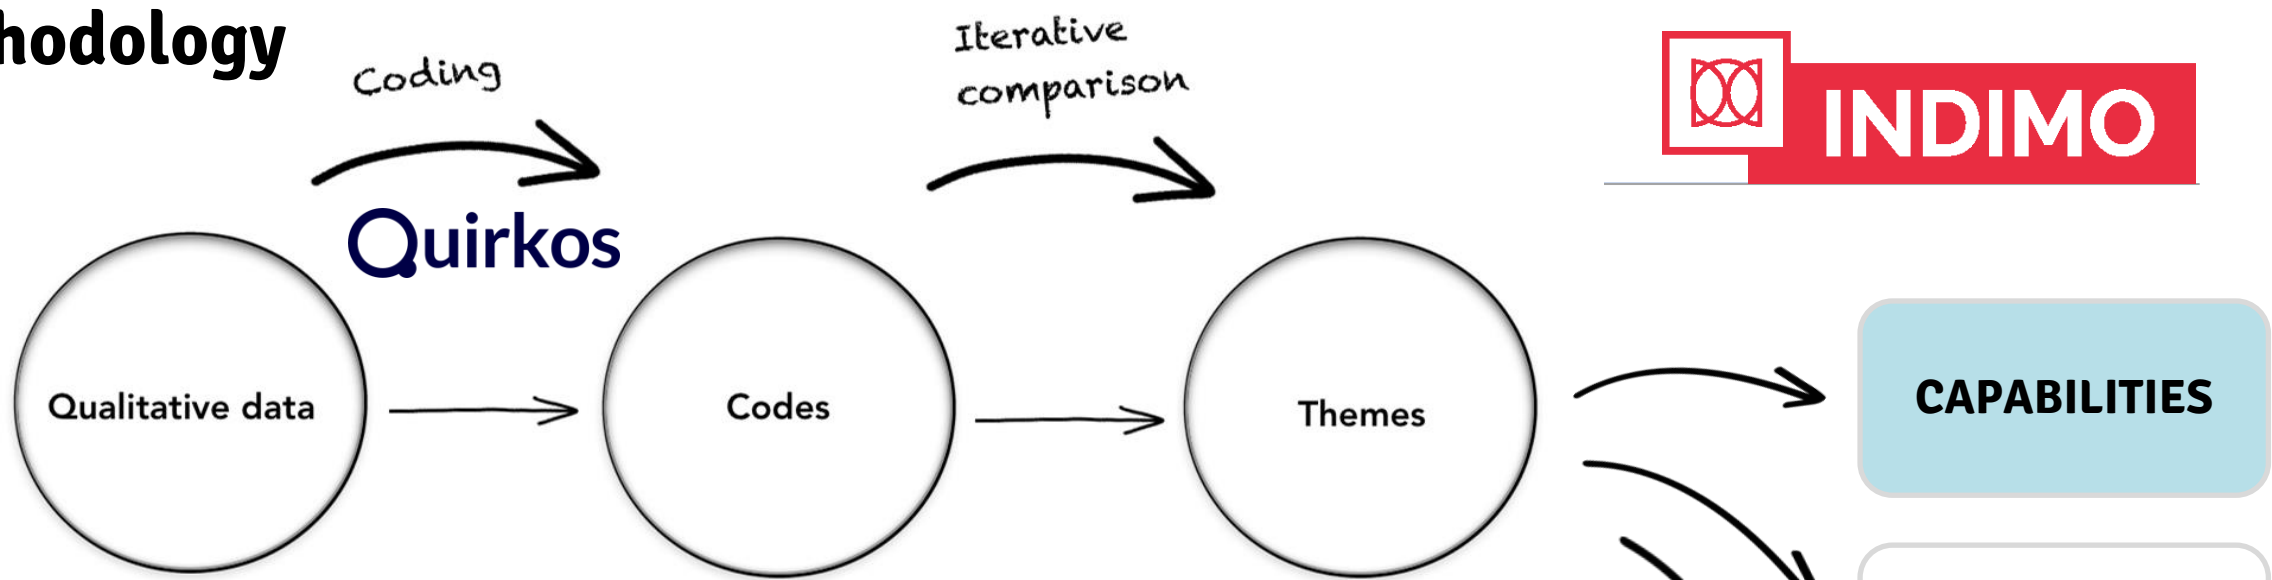 hodology
Coding
Iterative
comparison
INDIMO
Quirkos
Qualitative data
Codes
Themes
CAPABILITIES